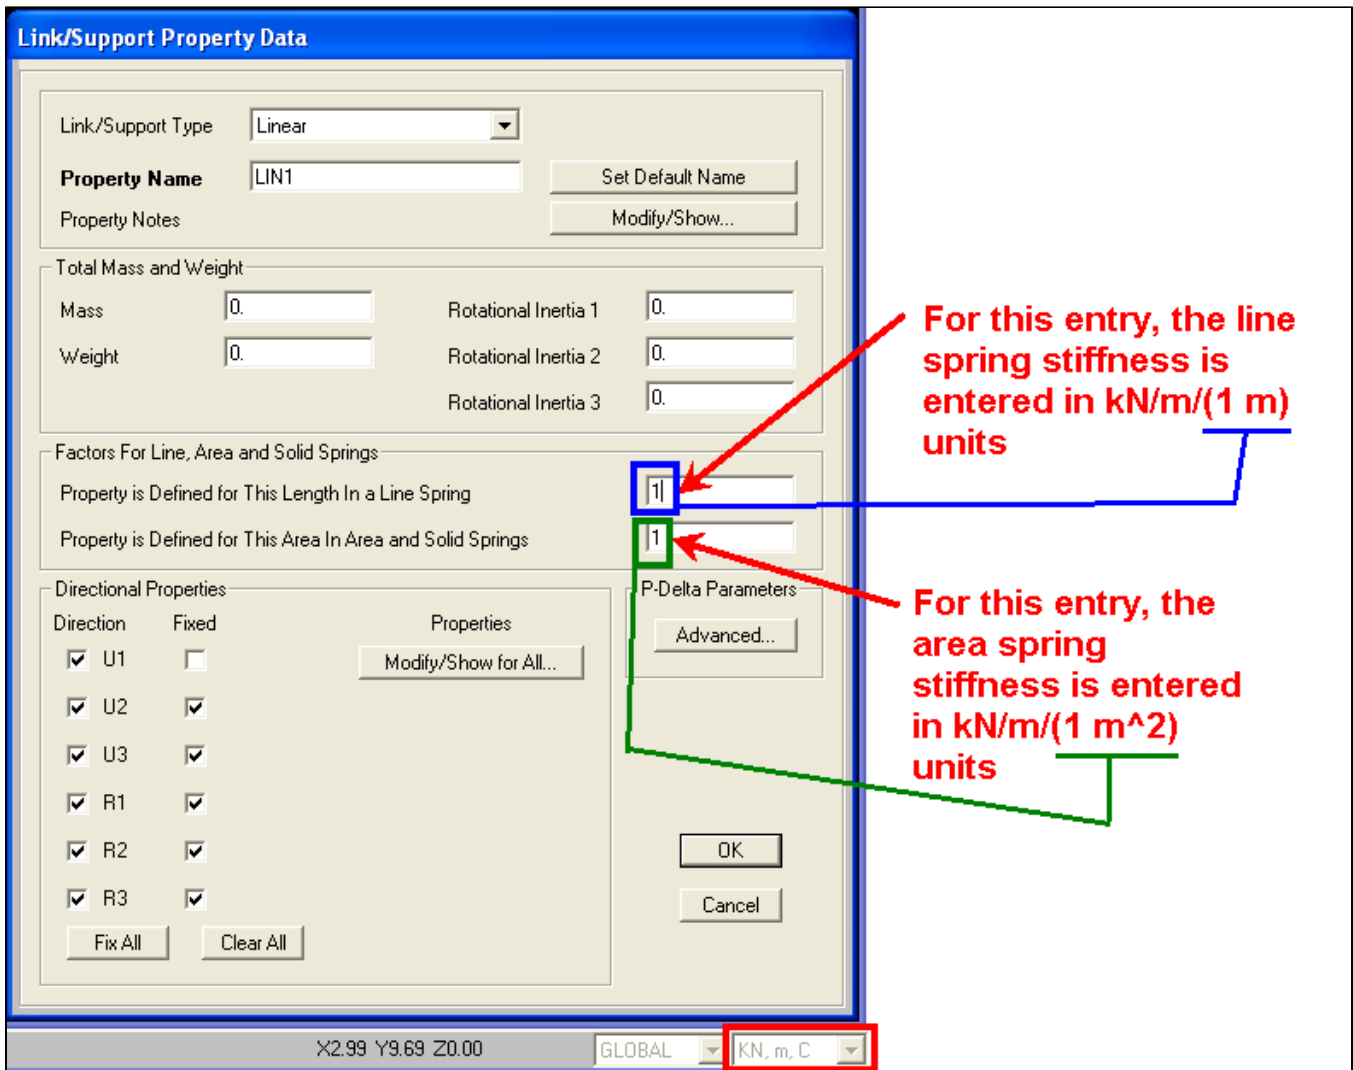 Link/Support Property Data
Link/Support Type Linear
Property Name LIN1 Set Default Name
Property Notes Modify/Show...
Total Mass and Weight
Mass 0. Rotational Inertia 1 0.
Weight 0. Rotational Inertia 2 0.
Rotational Inertia 3 0.
Factors For Line, Area and Solid Springs
Property is Defined for This Length In a Line Spring 1
Property is Defined for This Area In Area and Solid Springs 1
Directional Properties
Direction Fixed Properties
U1 Modify/Show for All...
U2
U3
R1
R2
R3
Fix All Clear All
P-Delta Parameters
Advanced...
OK
Cancel
For this entry, the line
spring stiffness is
entered in kN/m/(1 m)
units
For this entry, the
area spring
stiffness is entered
in kN/m/(1 m^2)
units
X2.99 Y9.69 Z0.00 GLOBAL KN, m, C